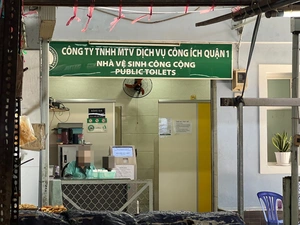 CÔNG TY TNHH MTV DỊCH VỤ CÔNG ÍCH QUẬN 1
NHÀ VỆ SINH CÔNG CỘNG
PUBLIC TOILETS